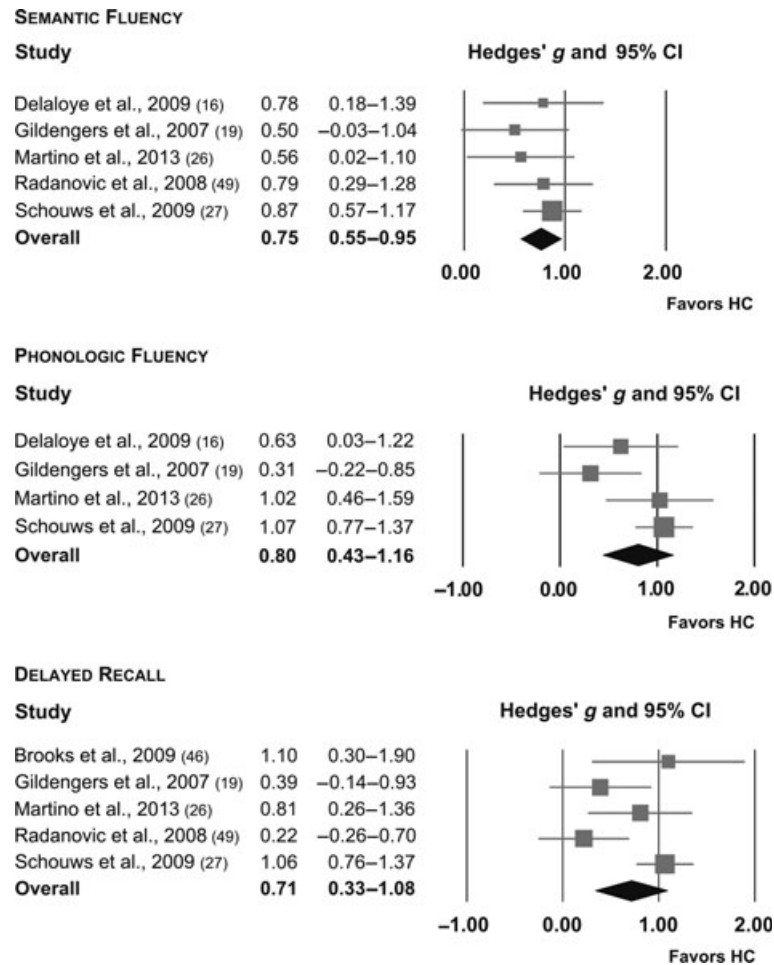 SEMANTIC FLUENCY
Study Hedges' g and 95% CI
Delaloye et al., 2009 (16) 0.78 0.18–1.39
Gildengers et al., 2007 (19) 0.50 −0.03–1.04
Martino et al., 2013 (26) 0.56 0.02–1.10
Radanovic et al., 2008 (49) 0.79 0.29–1.28
Schouws et al., 2009 (27) 0.87 0.57–1.17
Overall 0.75 0.55–0.95
0.00 1.00 2.00
Favors HC
PHONOLOGIC FLUENCY
Study Hedges' g and 95% CI
Delaloye et al., 2009 (16) 0.63 0.03–1.22
Gildengers et al., 2007 (19) 0.31 −0.22–0.85
Martino et al., 2013 (26) 1.02 0.46–1.59
Schouws et al., 2009 (27) 1.07 0.77–1.37
Overall 0.80 0.43–1.16
−1.00 0.00 1.00 2.00
Favors HC
DELAYED RECALL
Study Hedges' g and 95% CI
Brooks et al., 2009 (46) 1.10 0.30–1.90
Gildengers et al., 2007 (19) 0.39 −0.14–0.93
Martino et al., 2013 (26) 0.81 0.26–1.36
Radanovic et al., 2008 (49) 0.22 −0.26–0.70
Schouws et al., 2009 (27) 1.06 0.76–1.37
Overall 0.71 0.33–1.08
−1.00 0.00 1.00 2.00
Favors HC